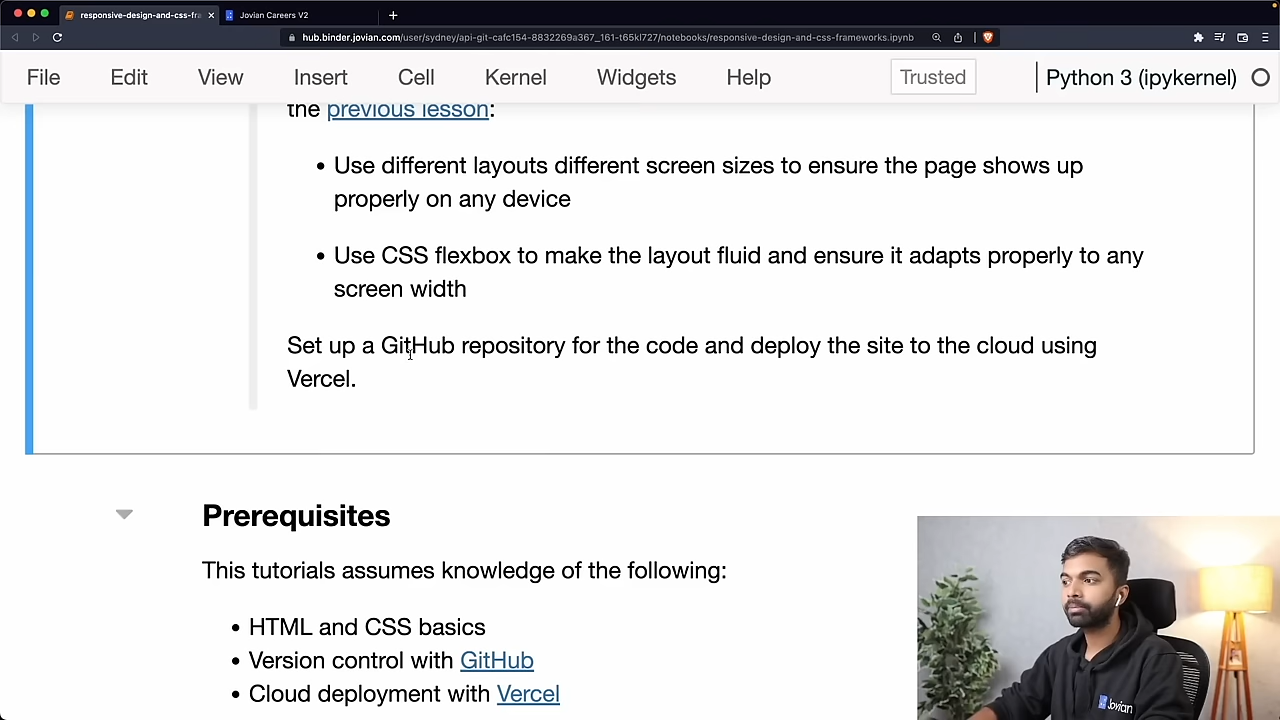 responsive-design-and-css-fra
Jovian Careers V2
hub.binder.jovian.com/user/sydney/api-git-cafc154-8832269a367_161-t65kl727/notebooks/responsive-design-and-css-frameworks.ipynb
File Edit View Insert Cell Kernel Widgets Help Trusted Python 3 (ipykernel)
the previous lesson:
• Use different layouts different screen sizes to ensure the page shows up
properly on any device
• Use CSS flexbox to make the layout fluid and ensure it adapts properly to any
screen width
Set up a GitHub repository for the code and deploy the site to the cloud using
Vercel.
Prerequisites
This tutorials assumes knowledge of the following:
• HTML and CSS basics
• Version control with GitHub
• Cloud deployment with Vercel
Jovian